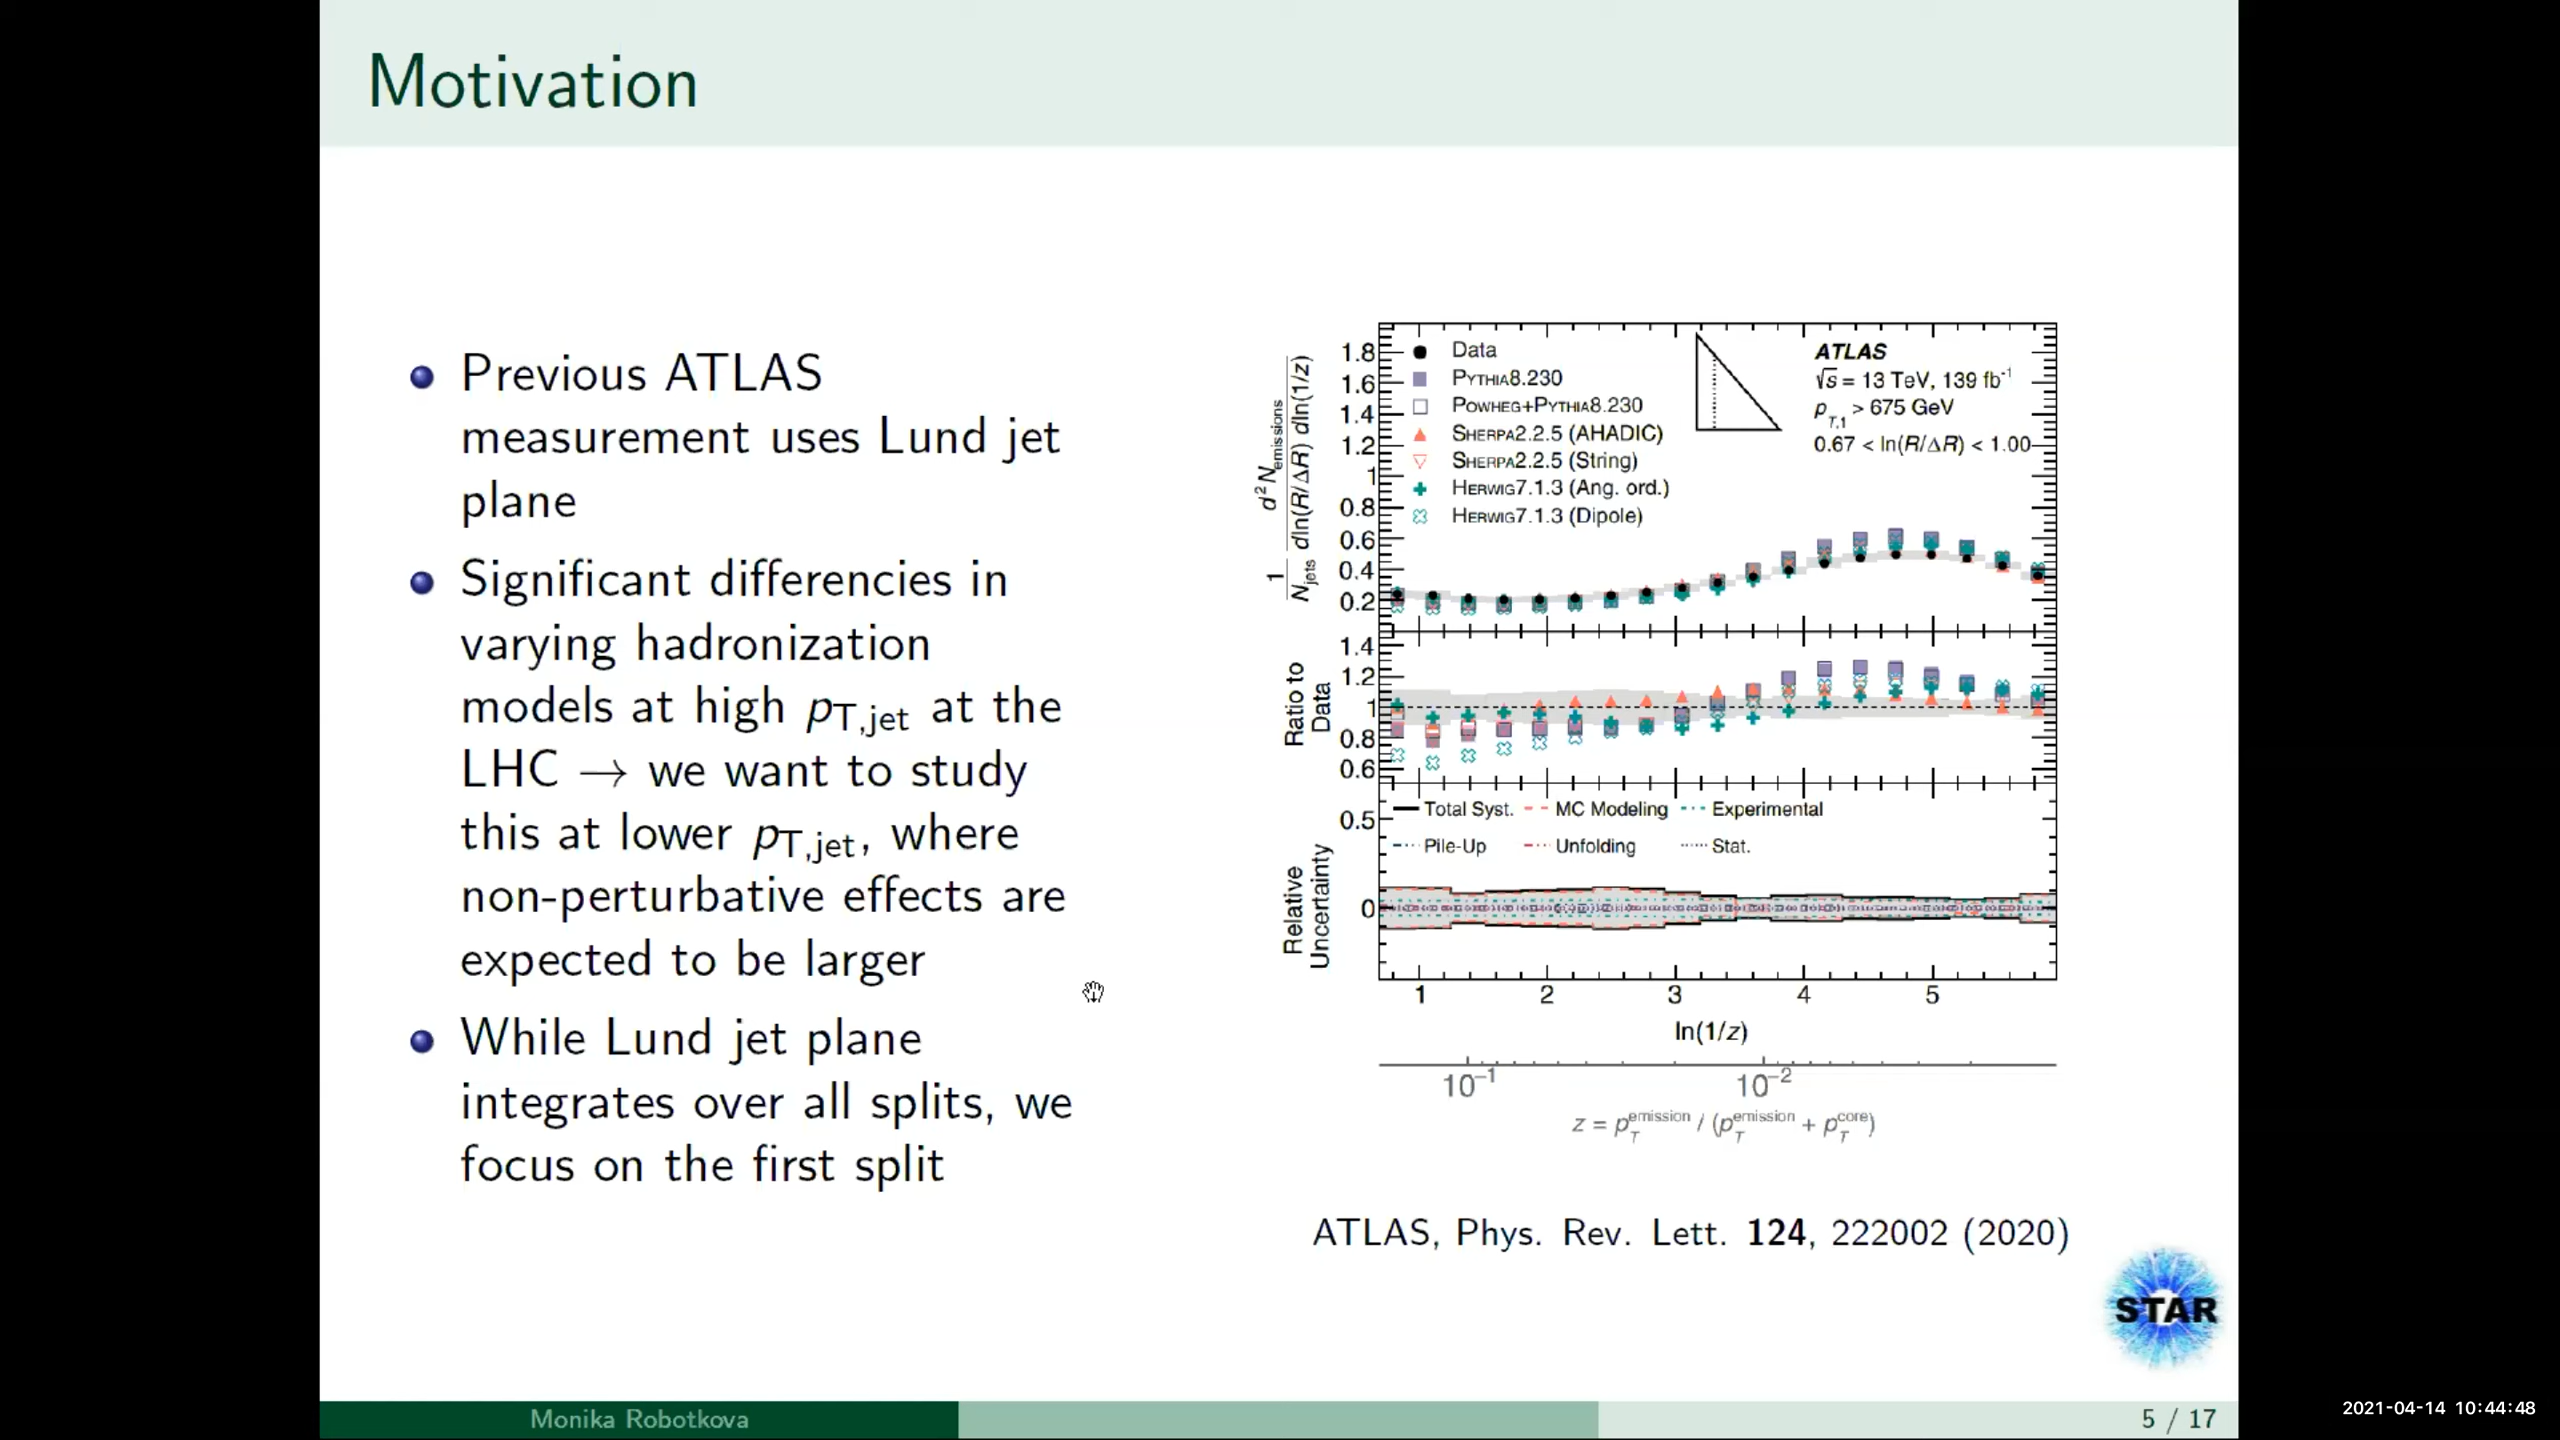 Motivation
Previous ATLAS
measurement uses Lund jet
plane
Significant differencies in
varying hadronization
models at high pT,jet at the
LHC → we want to study
this at lower pT,jet, where
non-perturbative effects are
expected to be larger
While Lund jet plane
integrates over all splits, we
focus on the first split
1/Njets d²Nemissions/dln(R/ΔR) dln(1/z)
1.8
1.6
1.4
1.2
1
0.8
0.6
0.4
0.2
Data
PYTHIA8.230
POWHEG+PYTHIA8.230
SHERPA2.2.5 (AHADIC)
SHERPA2.2.5 (String)
HERWIG7.1.3 (Ang. ord.)
HERWIG7.1.3 (Dipole)
ATLAS
√s = 13 TeV, 139 fb⁻¹
pT,1 > 675 GeV
0.67 < ln(R/ΔR) < 1.00
Ratio to
Data
1.4
1.2
1
0.8
0.6
Relative
Uncertainty
0.5
0
Total Syst. MC Modeling Experimental
Pile-Up Unfolding Stat.
1 2 3 4 5
ln(1/z)
10⁻¹ 10⁻²
z = pT^emission / (pT^emission + pT^core)
ATLAS, Phys. Rev. Lett. 124, 222002 (2020)
STAR
Monika Robotkova
5 / 17
2021-04-14 10:44:48